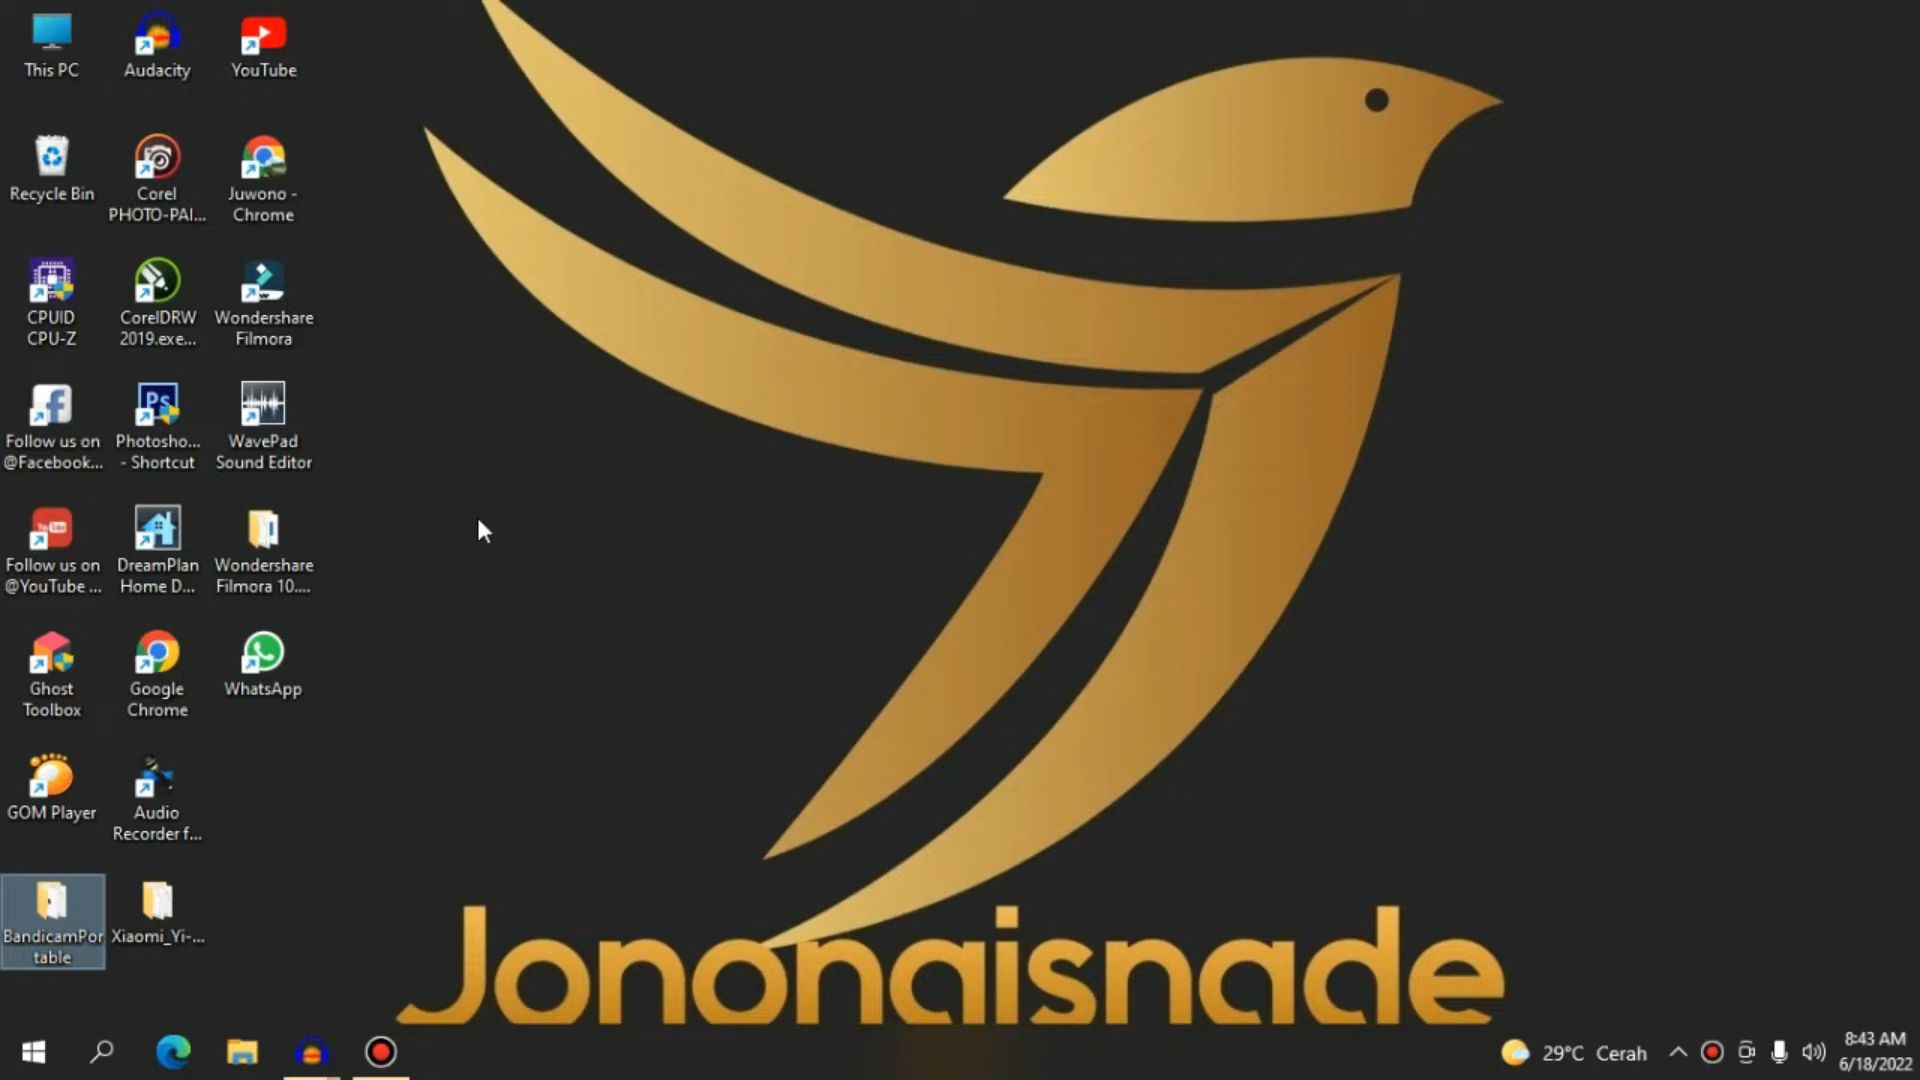 This PC
Audacity
YouTube
Recycle Bin
Corel
PHOTO-PAI...
Juwono -
Chrome
CPUID
CPU-Z
CorelDRW
2019.exe...
Wondershare
Filmora
Follow us on
@Facebook...
Photosho...
- Shortcut
WavePad
Sound Editor
Follow us on
@YouTube ...
DreamPlan
Home D...
Wondershare
Filmora 10....
Ghost
Toolbox
Google
Chrome
WhatsApp
GOM Player
Audio
Recorder f...
BandicamPor
table
Xiaomi_Yi-...
Jononaisnade
29°C Cerah
8:43 AM
6/18/2022